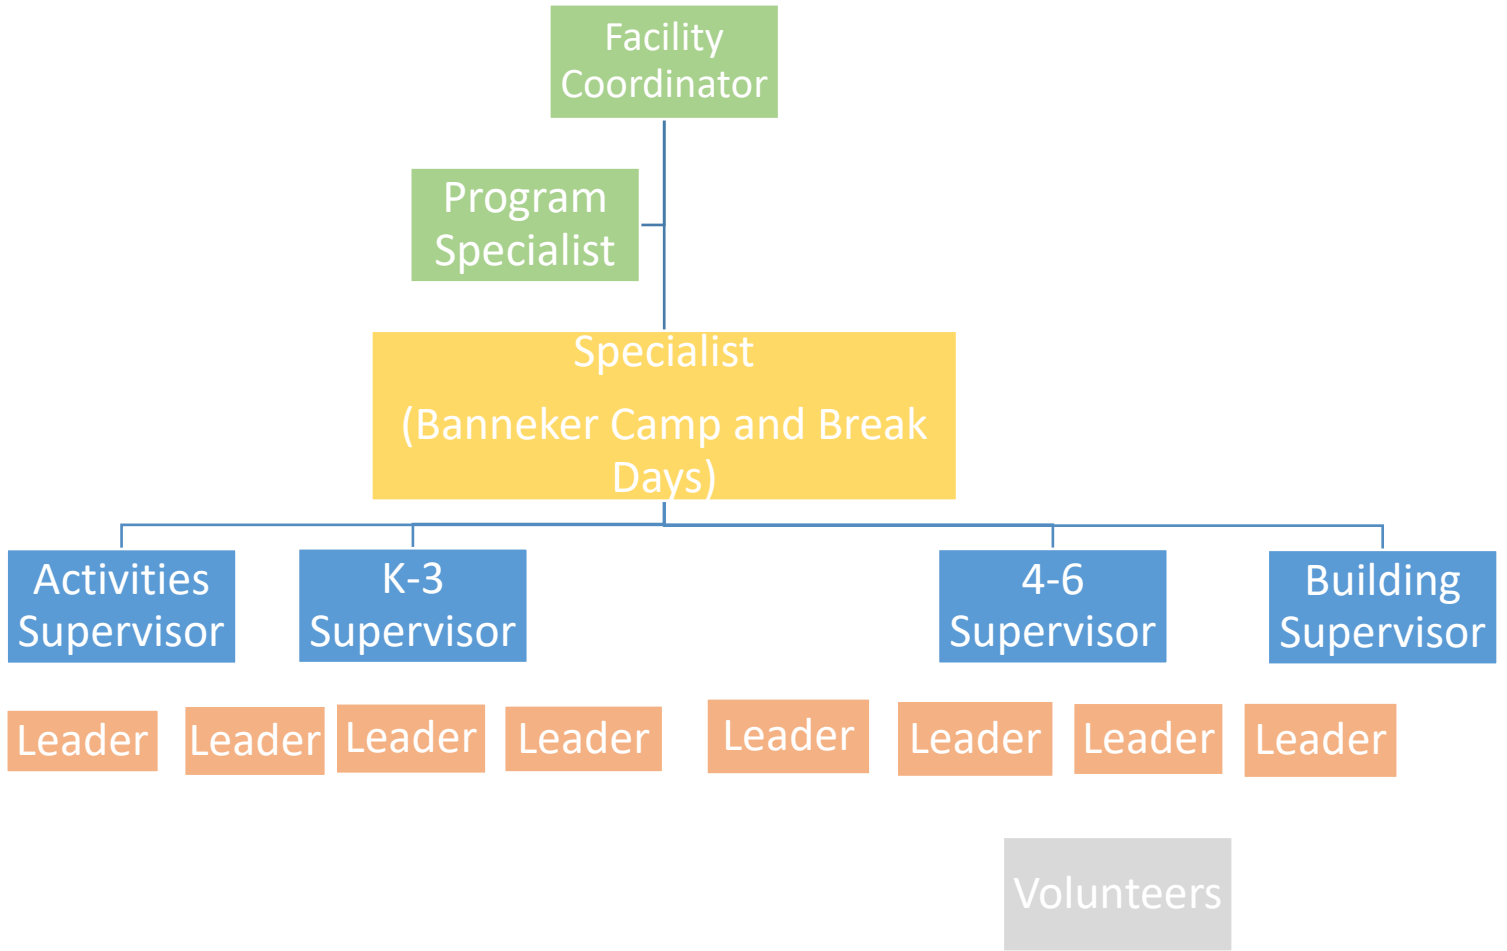 Facility
Coordinator
Program
Specialist
Specialist
(Banneker Camp and Break
Days)
Activities
Supervisor
K-3
Supervisor
4-6
Supervisor
Building
Supervisor
Leader
Leader
Leader
Leader
Leader
Leader
Leader
Leader
Volunteers